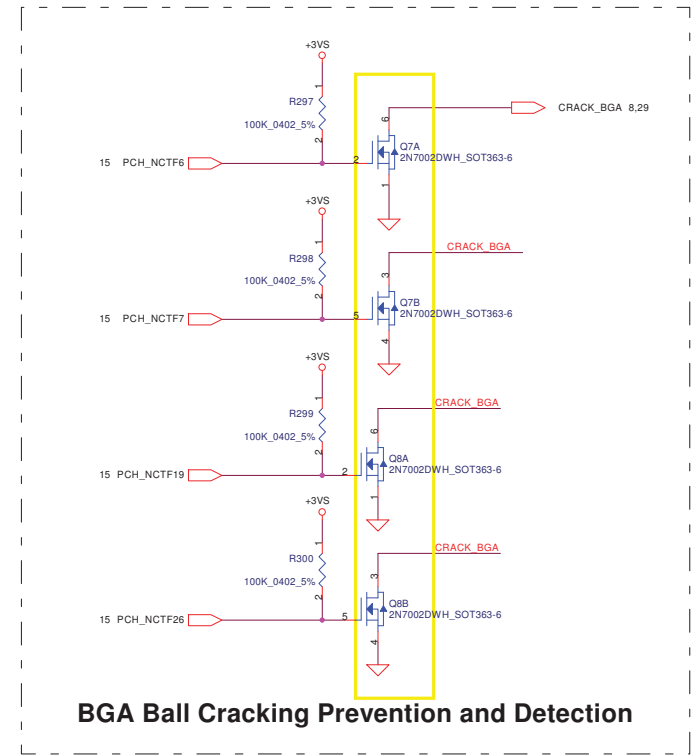 +3VS
1
R297
100K_0402_5%
2
15 PCH_NCTF6
2
6
Q7A
2N7002DWH_SOT363-6
1
CRACK_BGA 8,29
+3VS
1
R298
100K_0402_5%
2
15 PCH_NCTF7
5
3
Q7B
2N7002DWH_SOT363-6
4
CRACK_BGA
+3VS
1
R299
100K_0402_5%
2
15 PCH_NCTF19
2
6
Q8A
2N7002DWH_SOT363-6
1
CRACK_BGA
+3VS
1
R300
100K_0402_5%
2
15 PCH_NCTF26
5
3
Q8B
2N7002DWH_SOT363-6
4
CRACK_BGA
BGA Ball Cracking Prevention and Detection